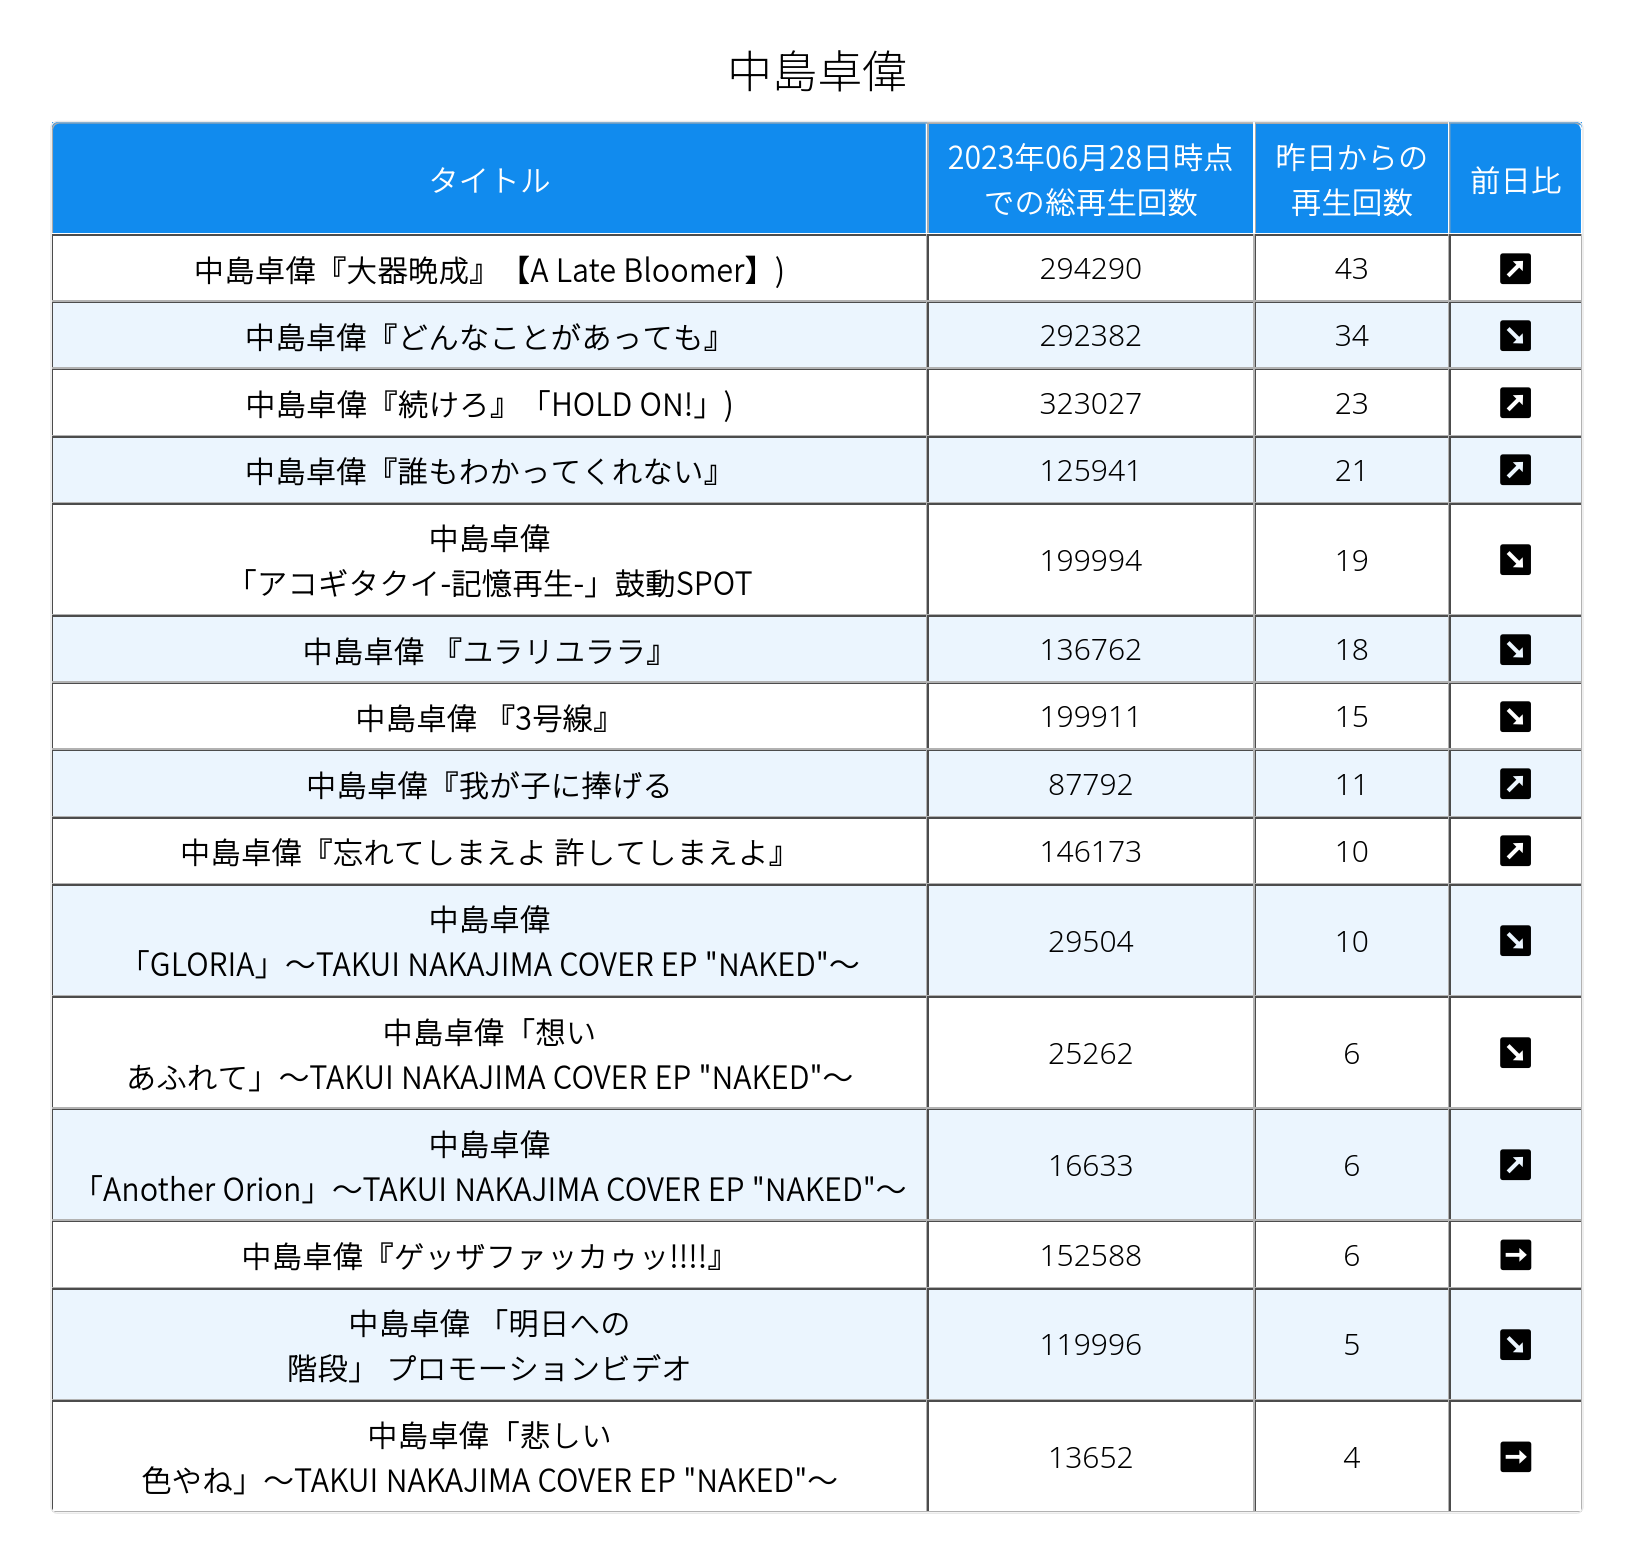 中島卓偉
タイトル
2023年06月28日時点
での総再生回数
昨日からの
再生回数
前日比
中島卓偉『大器晩成』【A Late Bloomer】)
294290
43
中島卓偉『どんなことがあっても』
292382
34
中島卓偉『続けろ』「HOLD ON!」)
323027
23
中島卓偉『誰もわかってくれない』
125941
21
中島卓偉
「アコギタクイ-記憶再生-」鼓動SPOT
199994
19
中島卓偉 『ユラリユララ』
136762
18
中島卓偉 『3号線』
199911
15
中島卓偉『我が子に捧げる
87792
11
中島卓偉『忘れてしまえよ 許してしまえよ』
146173
10
中島卓偉
「GLORIA」〜TAKUI NAKAJIMA COVER EP "NAKED"〜
29504
10
中島卓偉「想い
あふれて」〜TAKUI NAKAJIMA COVER EP "NAKED"〜
25262
6
中島卓偉
「Another Orion」〜TAKUI NAKAJIMA COVER EP "NAKED"〜
16633
6
中島卓偉『ゲッザファッカゥッ!!!!』
152588
6
中島卓偉 「明日への
階段」 プロモーションビデオ
119996
5
中島卓偉「悲しい
色やね」〜TAKUI NAKAJIMA COVER EP "NAKED"〜
13652
4